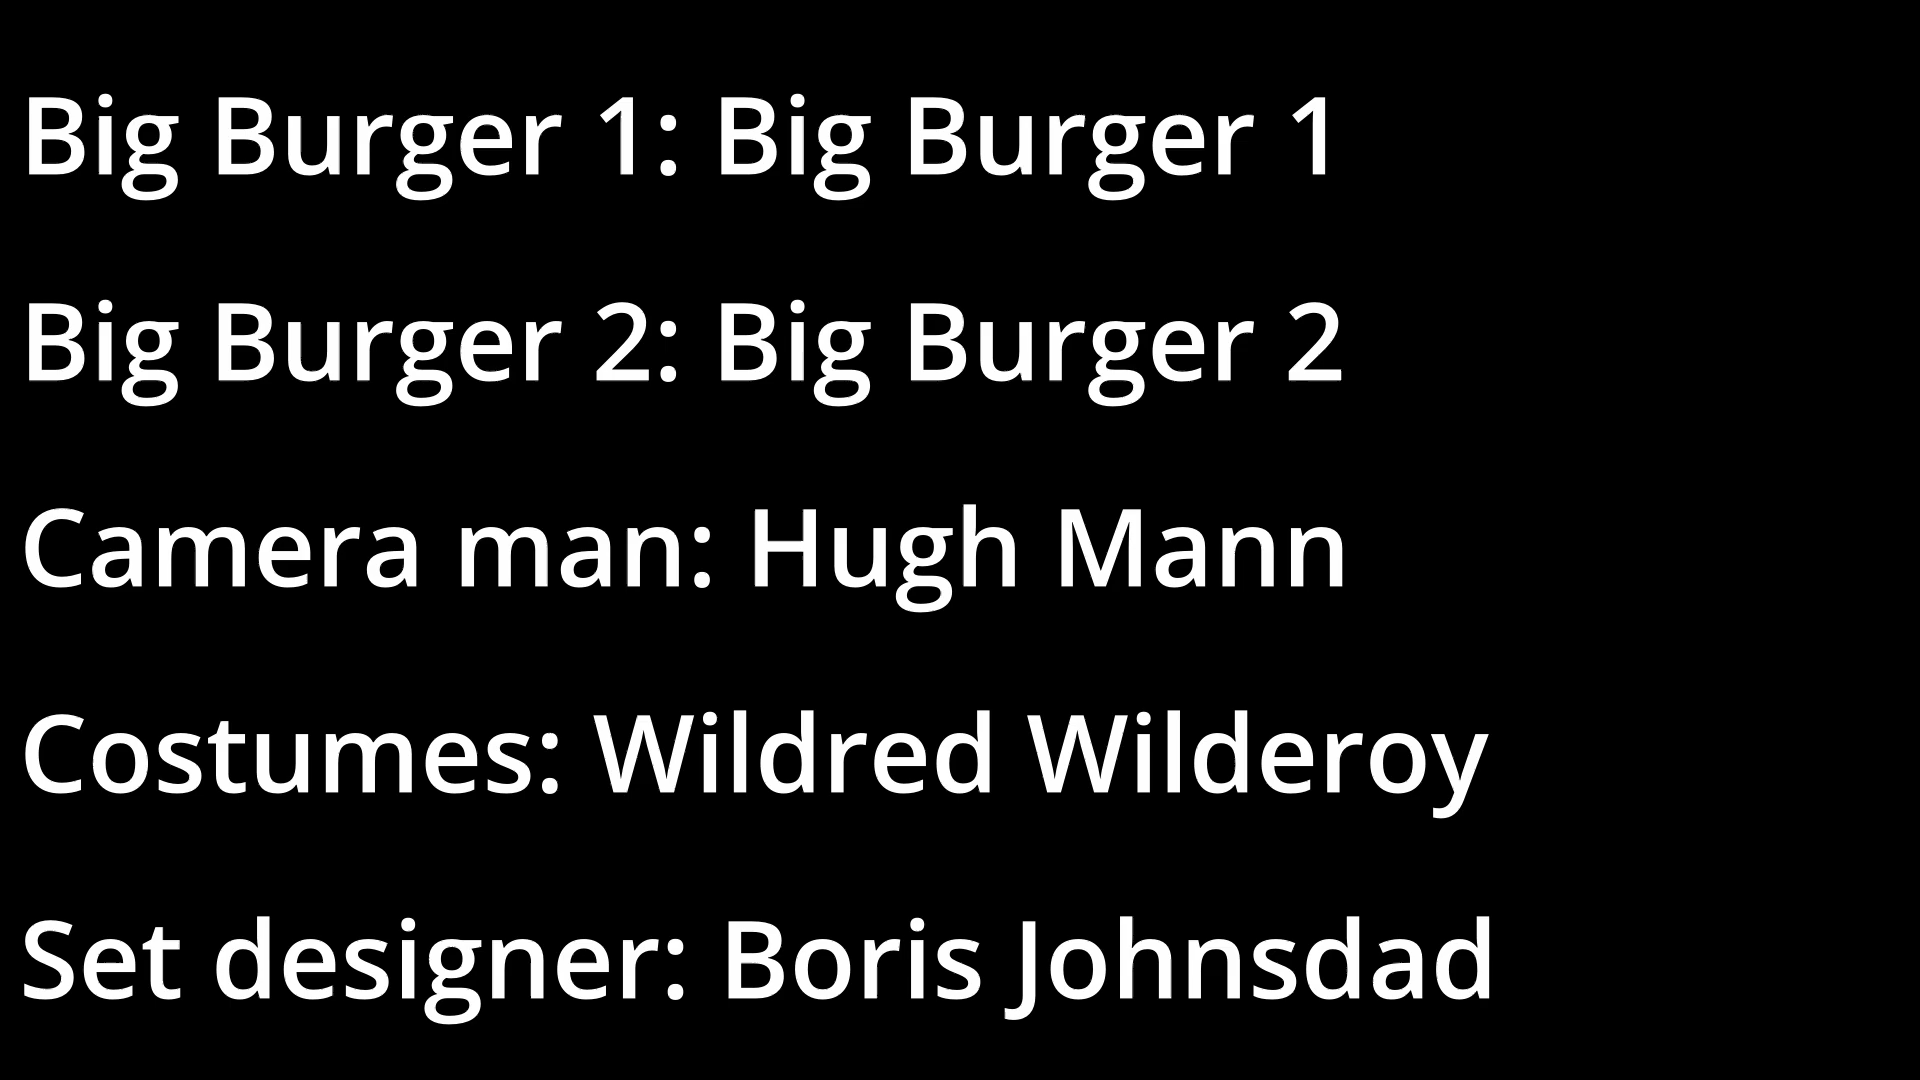 Big Burger 1: Big Burger 1
Big Burger 2: Big Burger 2
Camera man: Hugh Mann
Costumes: Wildred Wilderoy
Set designer: Boris Johnsdad